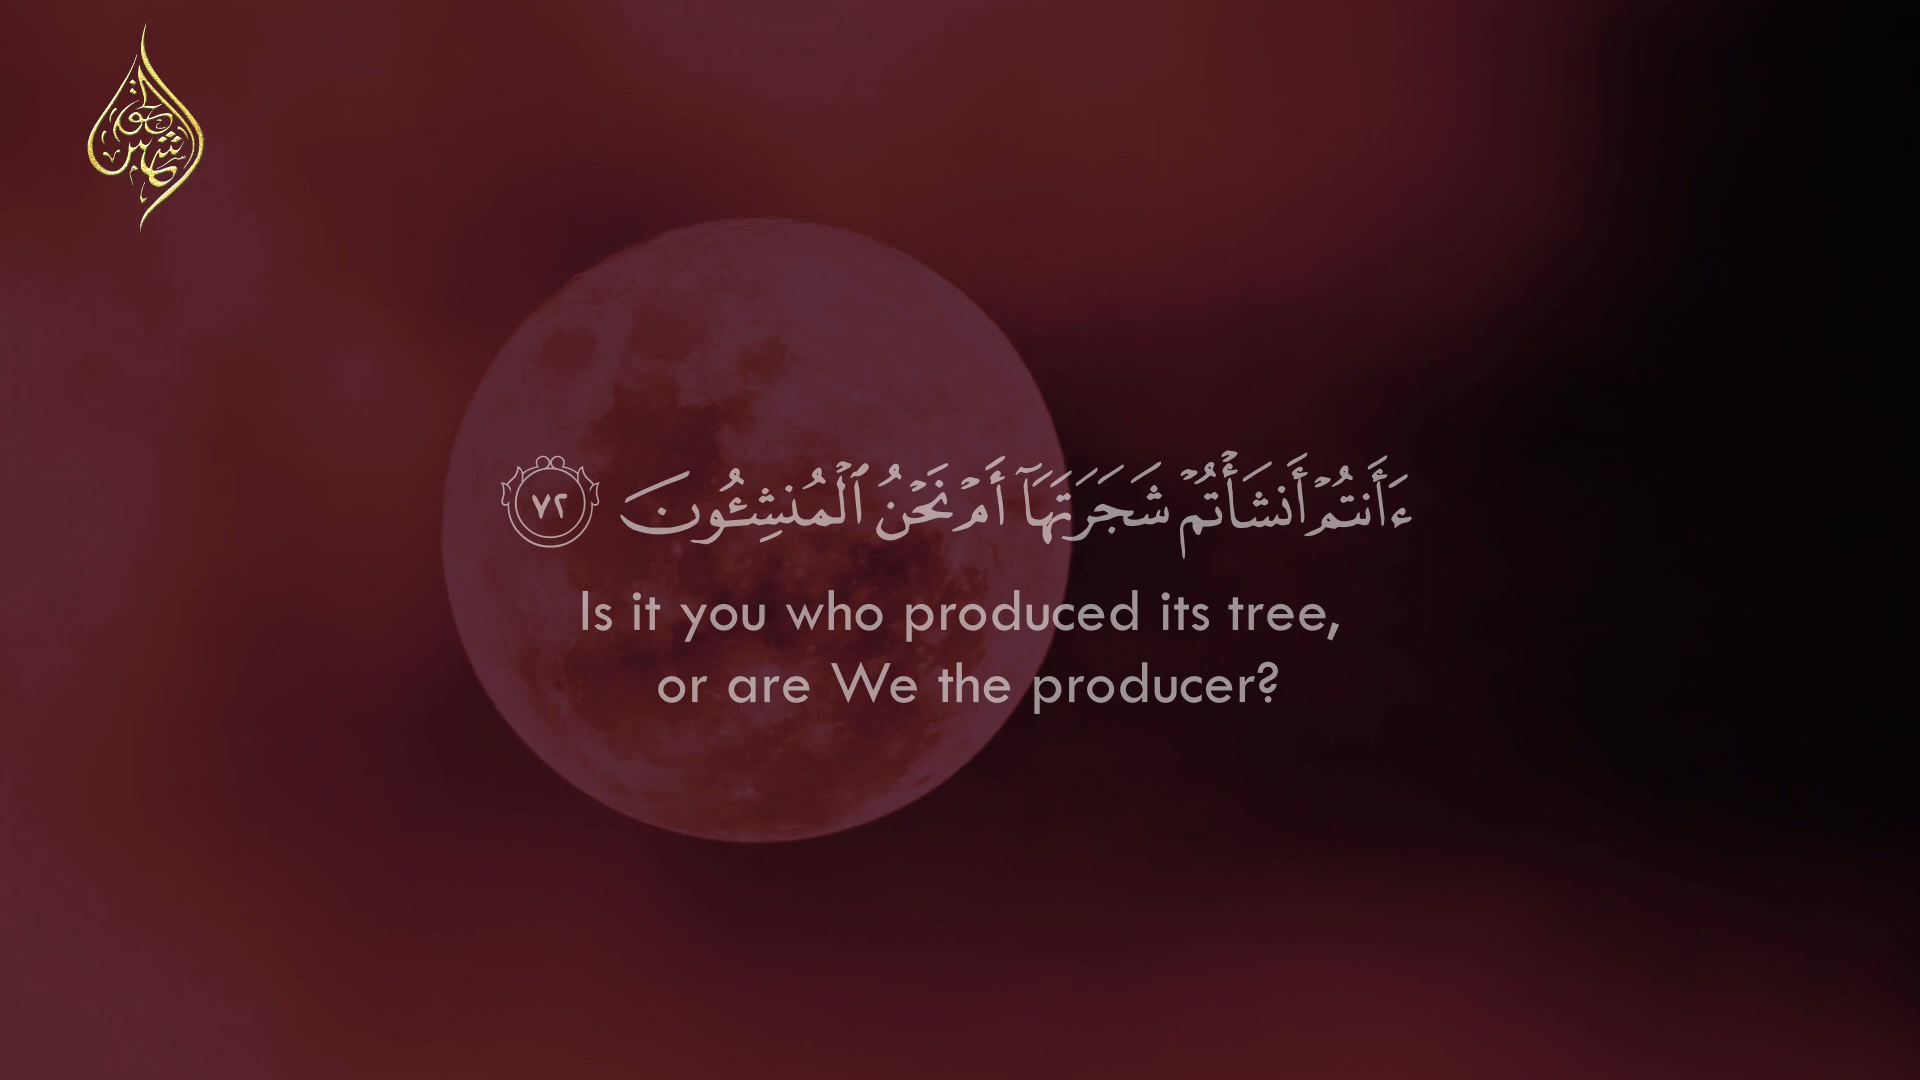 ءَأَنتُمْ أَنشَأْتُمْ شَجَرَتَهَآ أَمْ نَحْنُ ٱلْمُنشِـُٔونَ ٧٢
Is it you who produced its tree,
or are We the producer?